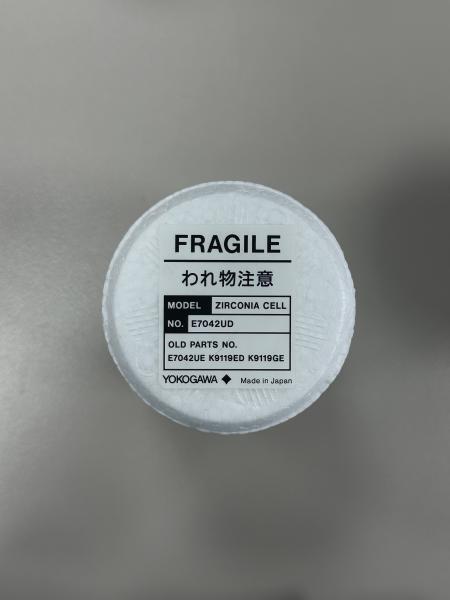 FRAGILE
われ物注意
MODEL ZIRCONIA CELL
NO. E7042UD
OLD PARTS NO.
E7042UE K9119ED K9119GE
YOKOGAWA ◆ Made in Japan